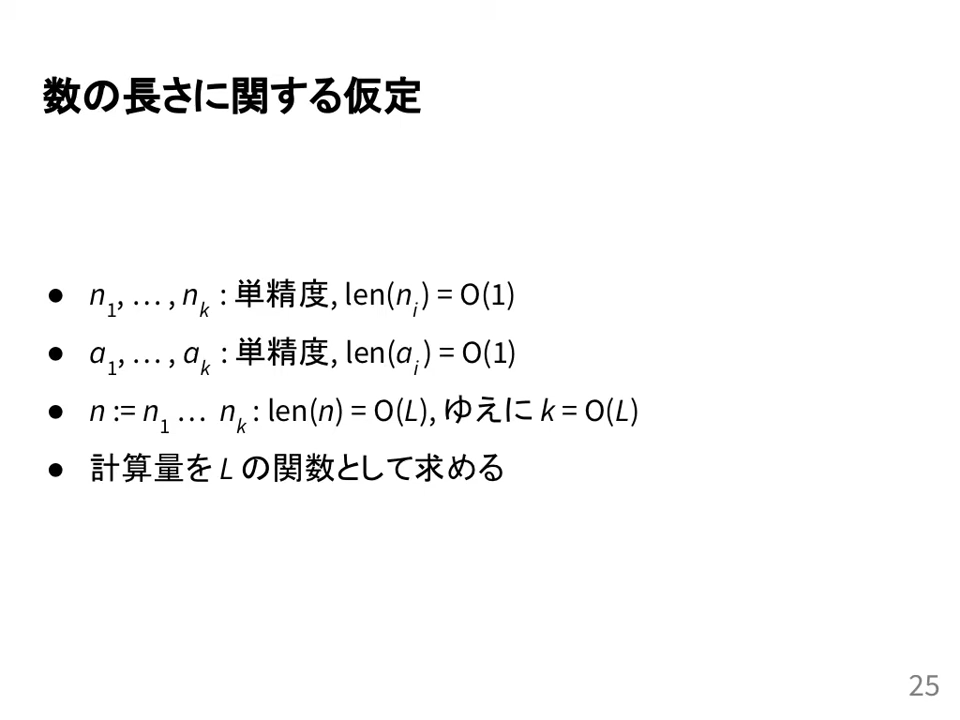 数の長さに関する仮定
● n1, … , nk : 単精度, len(ni) = O(1)
● a1, … , ak : 単精度, len(ai) = O(1)
● n := n1 … nk : len(n) = O(L), ゆえに k = O(L)
● 計算量を L の関数として求める
25